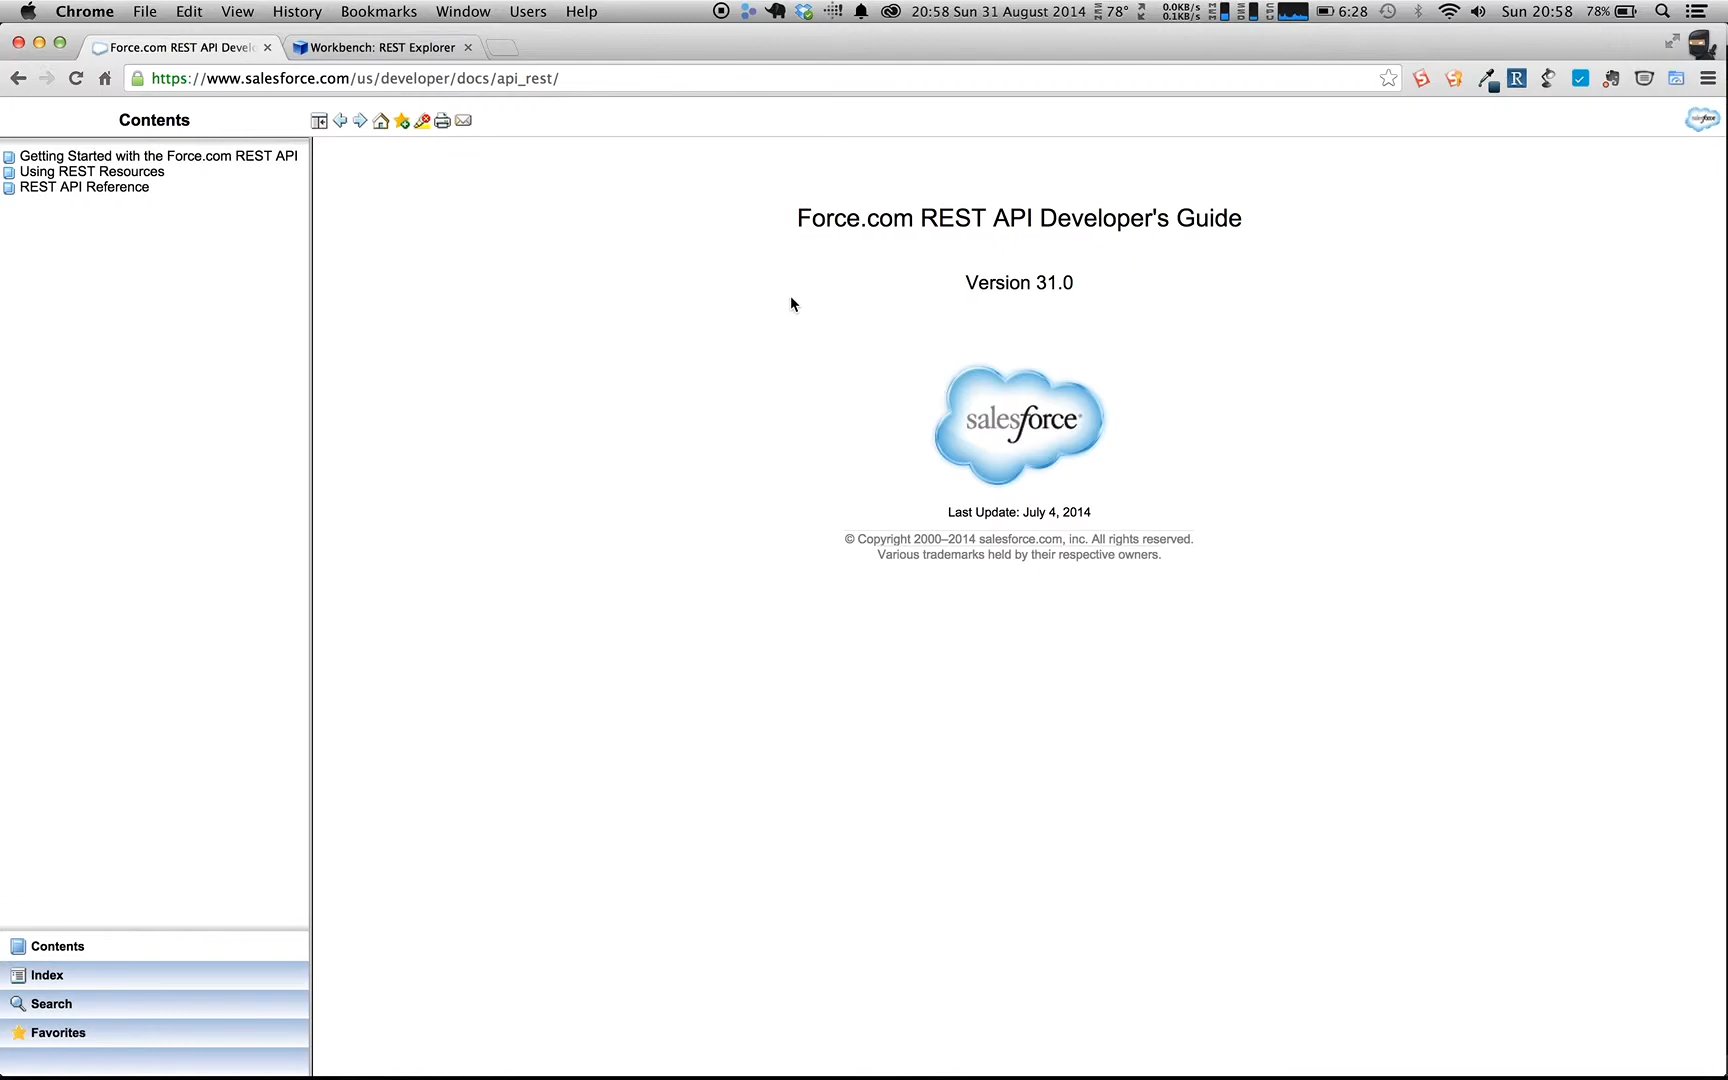 Chrome File Edit View History Bookmarks Window Users Help 20:58 Sun 31 August 2014 78° 0.0KB/s 0.1KB/s 6:28 Sun 20:58 78%
Force.com REST API Devel
Workbench: REST Explorer
https://www.salesforce.com/us/developer/docs/api_rest/
Contents
salesforce
Getting Started with the Force.com REST API
Using REST Resources
REST API Reference
Force.com REST API Developer's Guide
Version 31.0
salesforce
Last Update: July 4, 2014
© Copyright 2000–2014 salesforce.com, inc. All rights reserved.
Various trademarks held by their respective owners.
Contents
Index
Search
Favorites